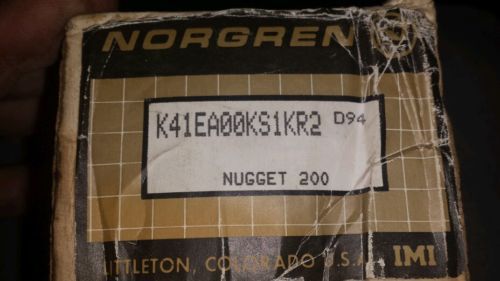 NORGREN
K41EA00KS1KR2 D94
NUGGET 200
LITTLETON, COLORADO U.S.A. IMI